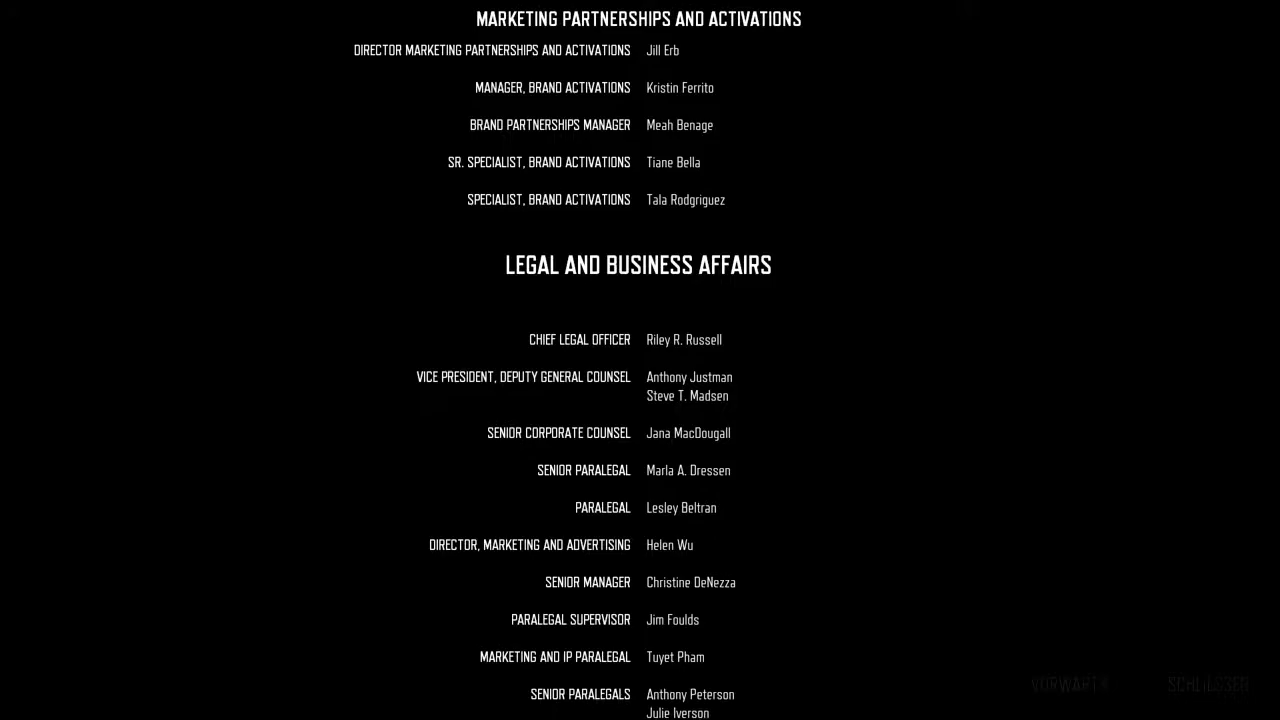 MARKETING PARTNERSHIPS AND ACTIVATIONS
DIRECTOR MARKETING PARTNERSHIPS AND ACTIVATIONS Jill Erb
MANAGER, BRAND ACTIVATIONS Kristin Ferrito
BRAND PARTNERSHIPS MANAGER Meah Benage
SR. SPECIALIST, BRAND ACTIVATIONS Tiane Bella
SPECIALIST, BRAND ACTIVATIONS Tala Rodgriguez
LEGAL AND BUSINESS AFFAIRS
CHIEF LEGAL OFFICER Riley R. Russell
VICE PRESIDENT, DEPUTY GENERAL COUNSEL Anthony Justman
Steve T. Madsen
SENIOR CORPORATE COUNSEL Jana MacDougall
SENIOR PARALEGAL Marla A. Dressen
PARALEGAL Lesley Beltran
DIRECTOR, MARKETING AND ADVERTISING Helen Wu
SENIOR MANAGER Christine DeNezza
PARALEGAL SUPERVISOR Jim Foulds
MARKETING AND IP PARALEGAL Tuyet Pham
SENIOR PARALEGALS Anthony Peterson
Julie Iverson